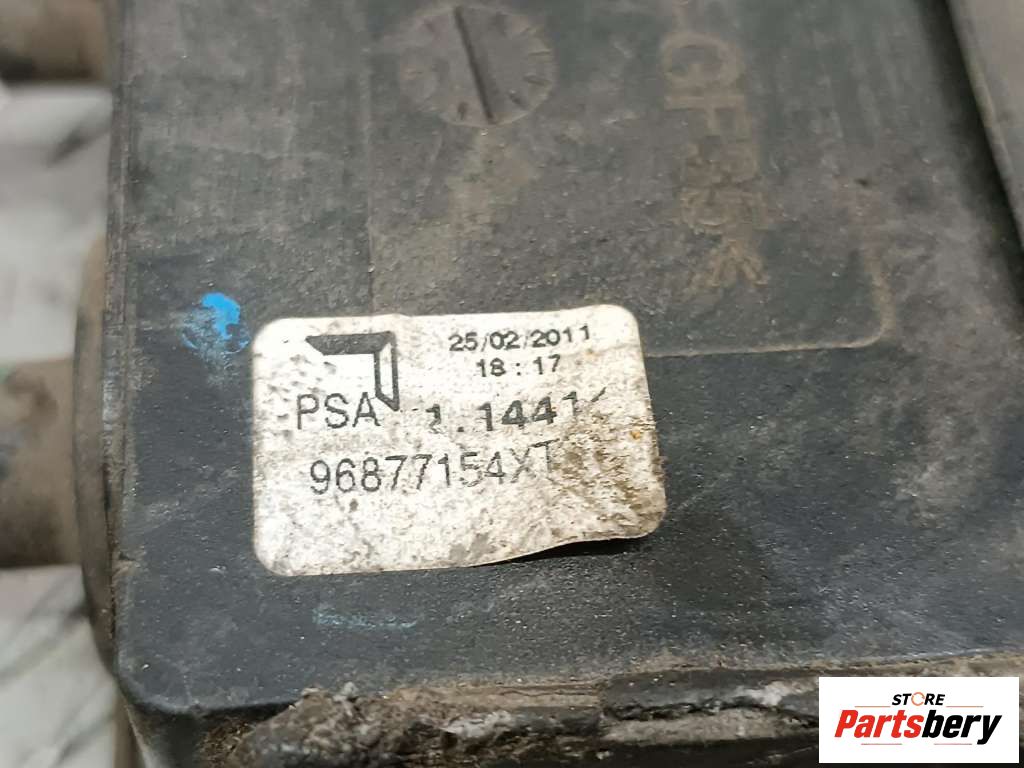 25/02/2011
18:17
PSA
96877154XT
STORE
Partsbery